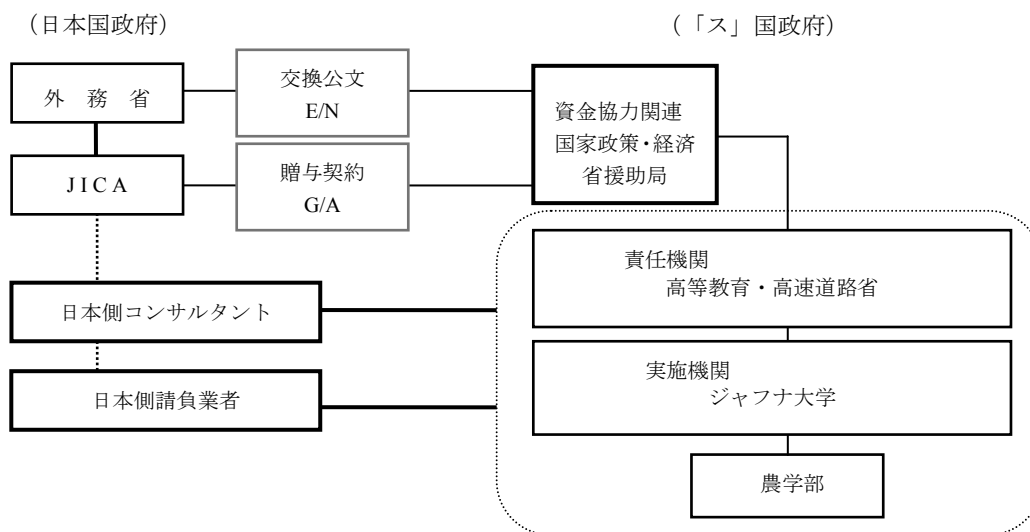 (日本国政府)
(「ス」国政府)
外 務 省
交換公文
E/N
資金協力関連
国家政策・経済
省援助局
JICA
贈与契約
G/A
責任機関
高等教育・高速道路省
日本側コンサルタント
実施機関
ジャフナ大学
日本側請負業者
農学部